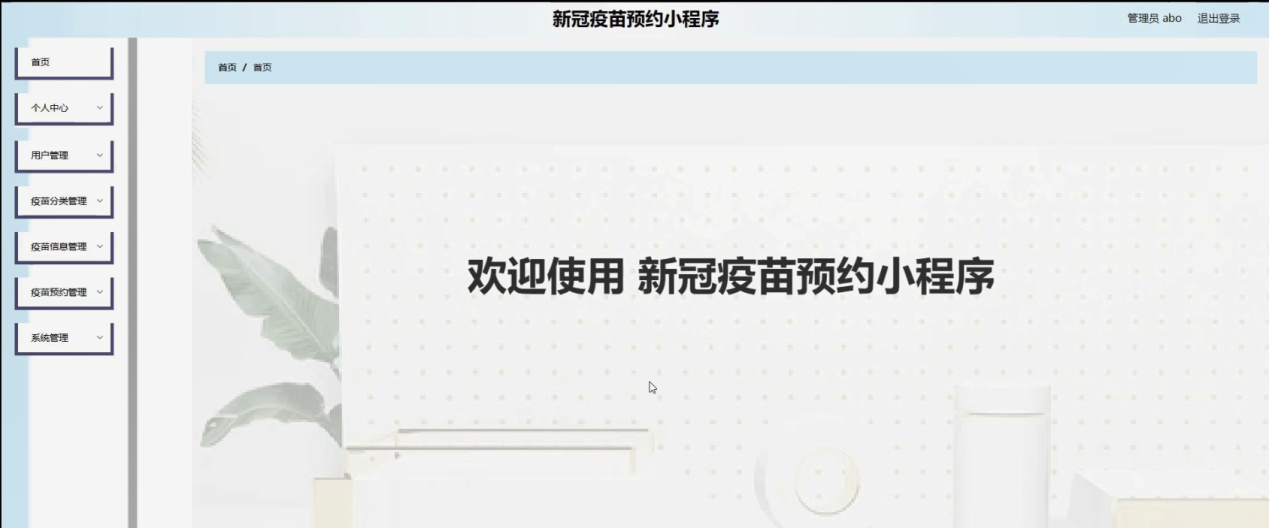 新冠疫苗预约小程序
管理员 abo 退出登录
首页
个人中心
用户管理
疫苗分类管理
疫苗信息管理
疫苗预约管理
系统管理
首页 / 首页
欢迎使用 新冠疫苗预约小程序